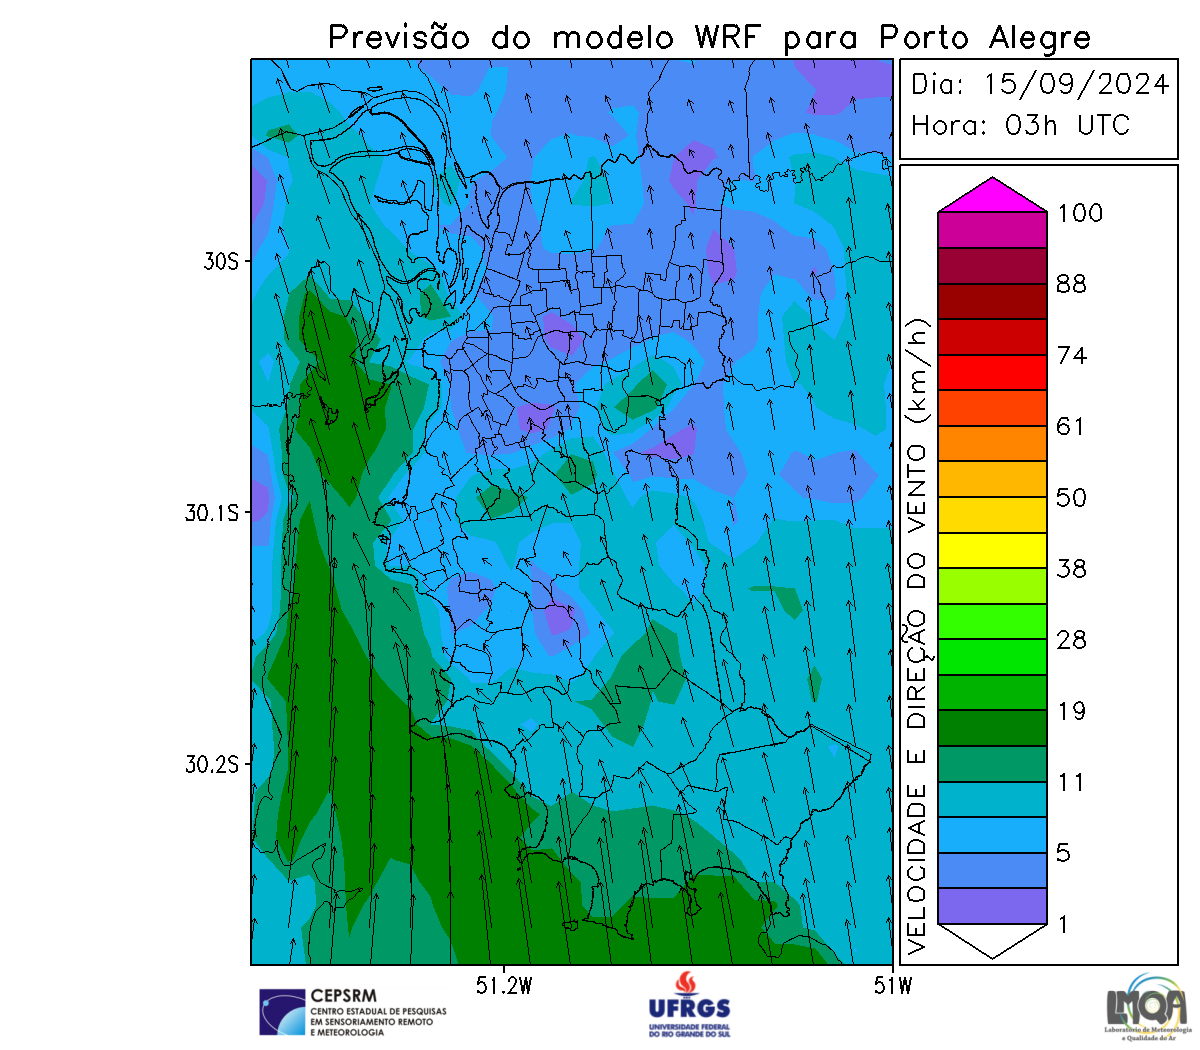 Previsão do modelo WRF para Porto Alegre
Dia: 15/09/2024
Hora: 03h UTC
30S
30.1S
30.2S
51.2W
51W
VELOCIDADE E DIREÇÃO DO VENTO (km/h)
100
88
74
61
50
38
28
19
11
5
1
CEPSRM
CENTRO ESTADUAL DE PESQUISAS
EM SENSORIAMENTO REMOTO
E METEOROLOGIA
UFRGS
UNIVERSIDADE FEDERAL
DO RIO GRANDE DO SUL
LMQA
Laboratório de Meteorologia
e Qualidade do Ar